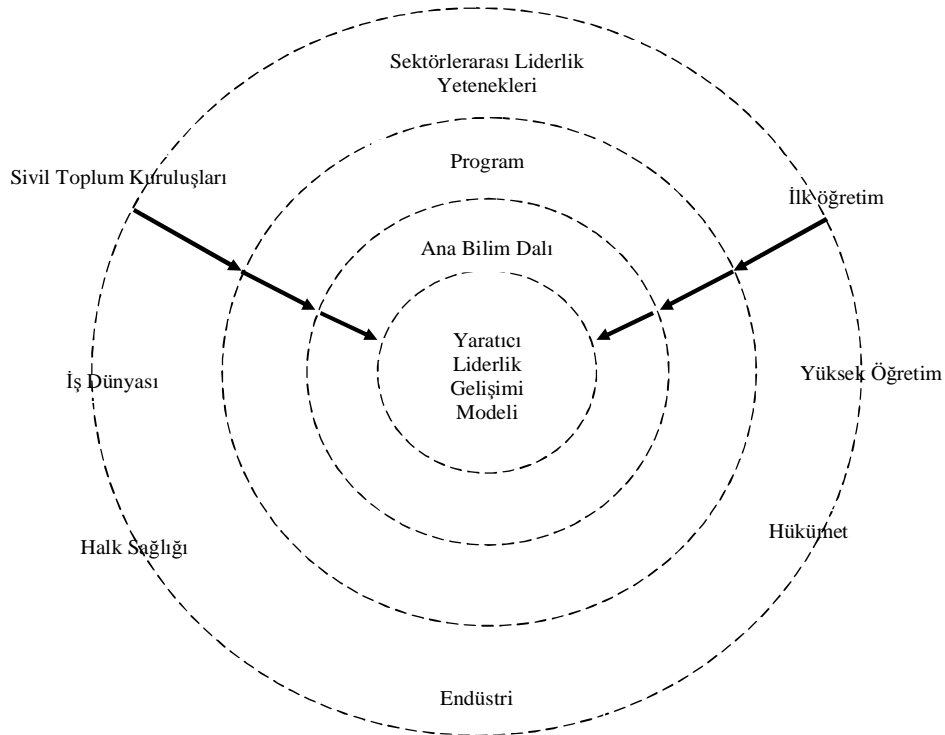 Sektörlerarası Liderlik
Yetenekleri
Program
Sivil Toplum Kuruluşları
İlk öğretim
Ana Bilim Dalı
Yaratıcı
Liderlik
Gelişimi
Modeli
İş Dünyası
Yüksek Öğretim
Halk Sağlığı
Hükümet
Endüstri